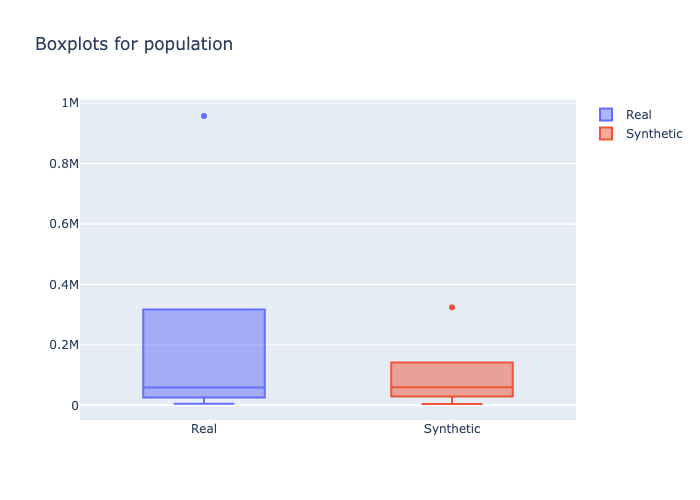 Boxplots for population
1M
0.8M
0.6M
0.4M
0.2M
0
Real
Synthetic
Real
Synthetic